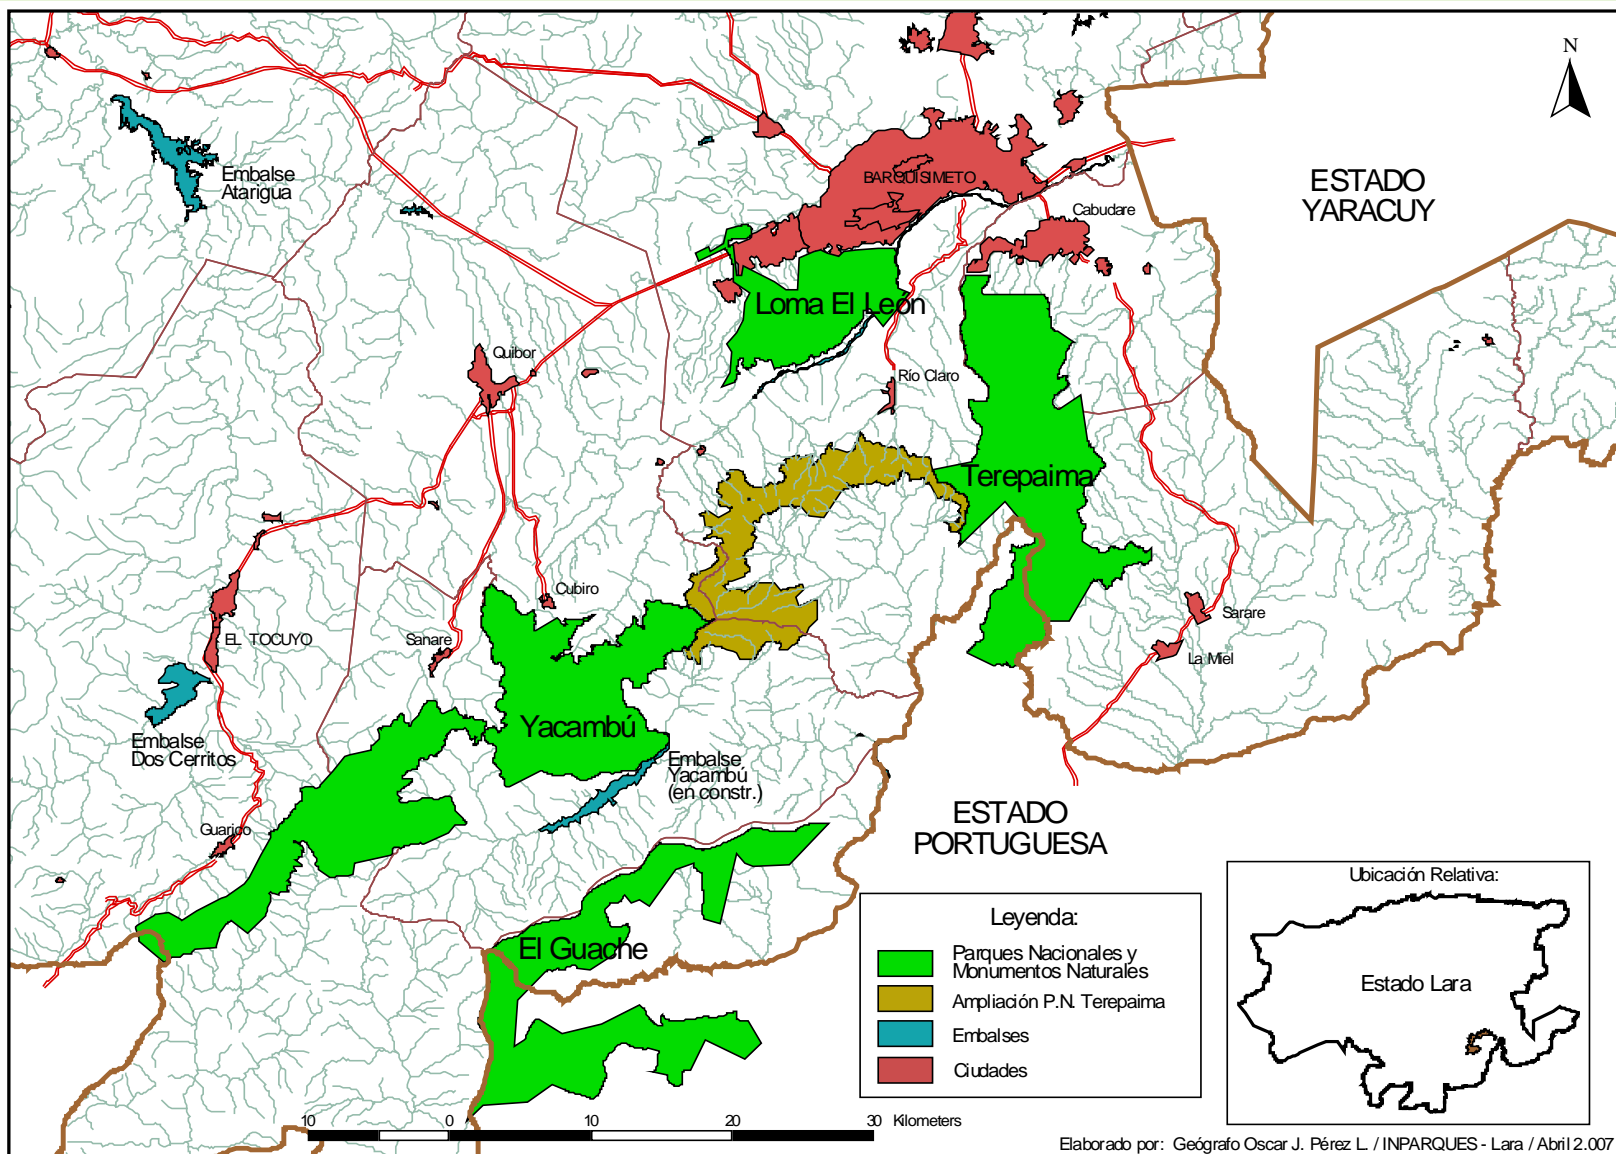 N
Embalse
Atarigua
BARQUISIMETO
ESTADO
YARACUY
Cabudare
Loma El León
Quibor
Río Claro
Terepaima
Cubiro
Sanare
EL TOCUYO
Sarare
La Miel
Yacambú
Embalse
Dos Cerritos
Embalse
Yacambú
(en constr.)
Guarico
ESTADO
PORTUGUESA
El Guache
Leyenda:
Parques Nacionales y
Monumentos Naturales
Ampliación P.N. Terepaima
Embalses
Ciudades
Ubicación Relativa:
Estado Lara
10 0 10 20 30 Kilometers
Elaborado por: Geógrafo Oscar J. Pérez L. / INPARQUES - Lara / Abril 2.007